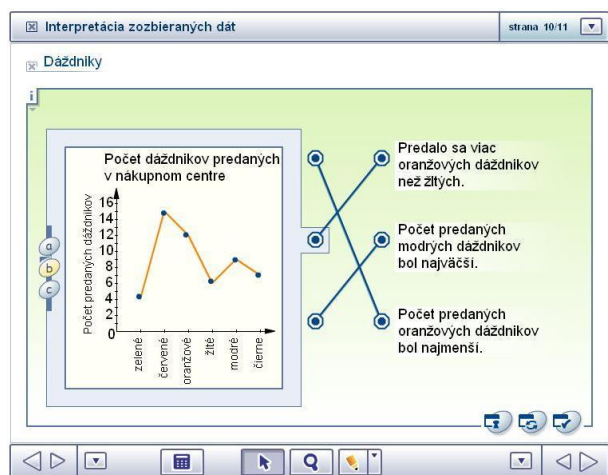 Interpretácia zozbieraných dát
strana 10/11
Dáždniky
i
Počet dáždnikov predaných
v nákupnom centre
Počet predaných dáždnikov
16
14
12
10
8
6
4
2
0
zelené
červené
oranžové
žlté
modré
čierne
a
b
c
Predalo sa viac
oranžových dáždnikov
než žltých.
Počet predaných
modrých dáždnikov
bol najväčší.
Počet predaných
oranžových dáždnikov
bol najmenší.